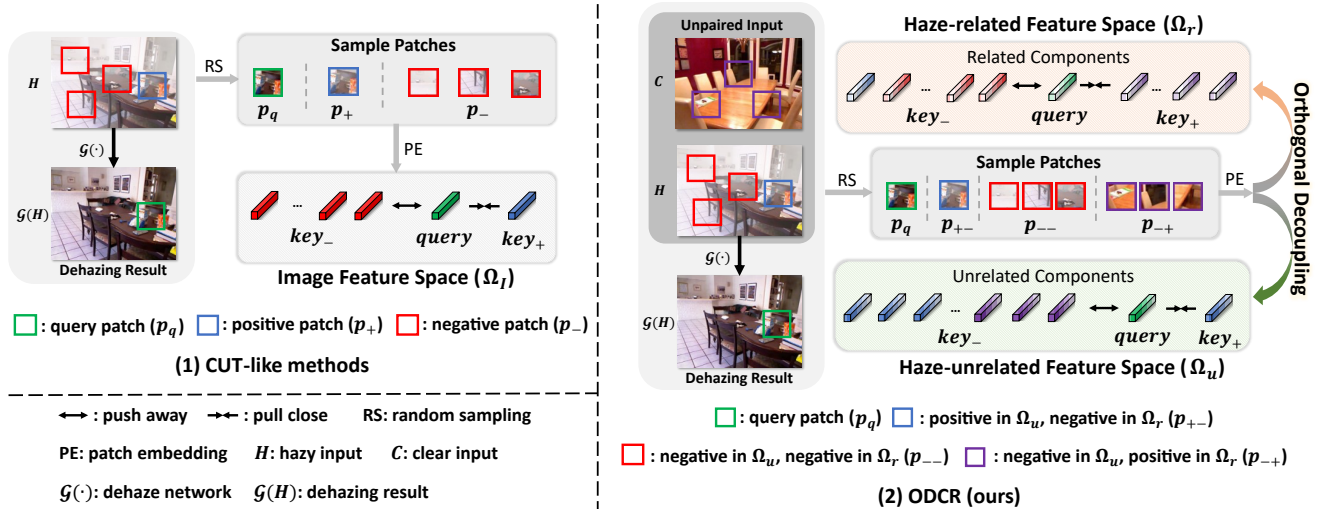 H
𝒢(·)
𝒢(H)
Dehazing Result
RS
Sample Patches
p_q
p_+
p_−
PE
...
key_−
query
key_+
Image Feature Space (Ω_I)
: query patch (p_q)
: positive patch (p_+)
: negative patch (p_−)
(1) CUT-like methods
: push away
: pull close
RS: random sampling
PE: patch embedding
H: hazy input
C: clear input
𝒢(·): dehaze network
𝒢(H): dehazing result
Unpaired Input
C
H
𝒢(·)
𝒢(H)
Dehazing Result
RS
Haze-related Feature Space (Ω_r)
Related Components
...
...
key_−
query
key_+
Sample Patches
p_q
p_{+−}
p_{−−}
p_{−+}
PE
Orthogonal Decoupling
Unrelated Components
...
key_−
query
key_+
Haze-unrelated Feature Space (Ω_u)
: query patch (p_q)
: positive in Ω_u, negative in Ω_r (p_{+−})
: negative in Ω_u, negative in Ω_r (p_{−−})
: negative in Ω_u, positive in Ω_r (p_{−+})
(2) ODCR (ours)